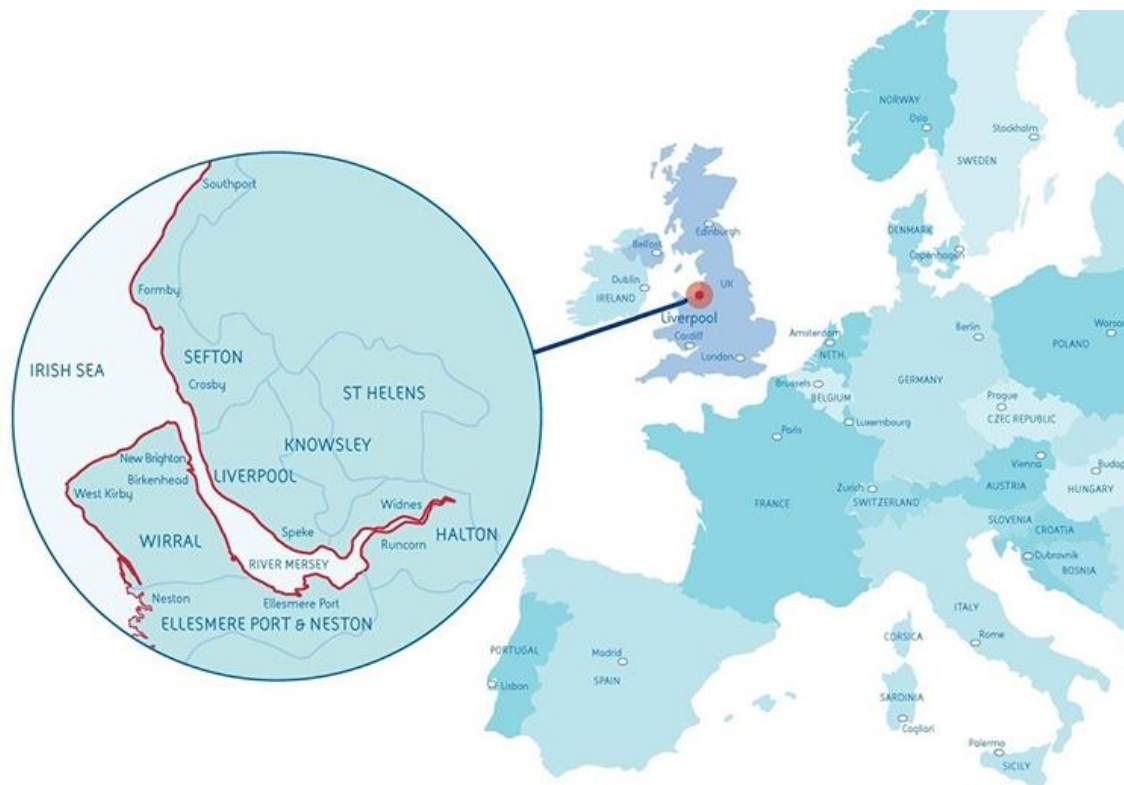 Southport
Formby
IRISH SEA
SEFTON
Crosby
ST HELENS
KNOWSLEY
New Brighton
Birkenhead
LIVERPOOL
West Kirby
Widnes
Speke
HALTON
WIRRAL
Runcorn
RIVER MERSEY
Neston
Ellesmere Port
ELLESMERE PORT & NESTON
NORWAY
Oslo
Stockholm
SWEDEN
Edinburgh
DENMARK
Copenhagen
Belfast
Dublin
IRELAND
UK
Liverpool
Cardiff
London
Amsterdam
NETH.
Berlin
Warsaw
POLAND
Brussels
BELGIUM
GERMANY
Prague
CZEC REPUBLIC
Luxembourg
Paris
Vienna
Budap
AUSTRIA
HUNGARY
Zurich
SWITZERLAND
FRANCE
SLOVENIA
CROATIA
Dubrovnik
BOSNIA
ITALY
CORSICA
Rome
PORTUGAL
Madrid
SPAIN
Lisbon
SARDINIA
Cagliari
Palermo
SICILY